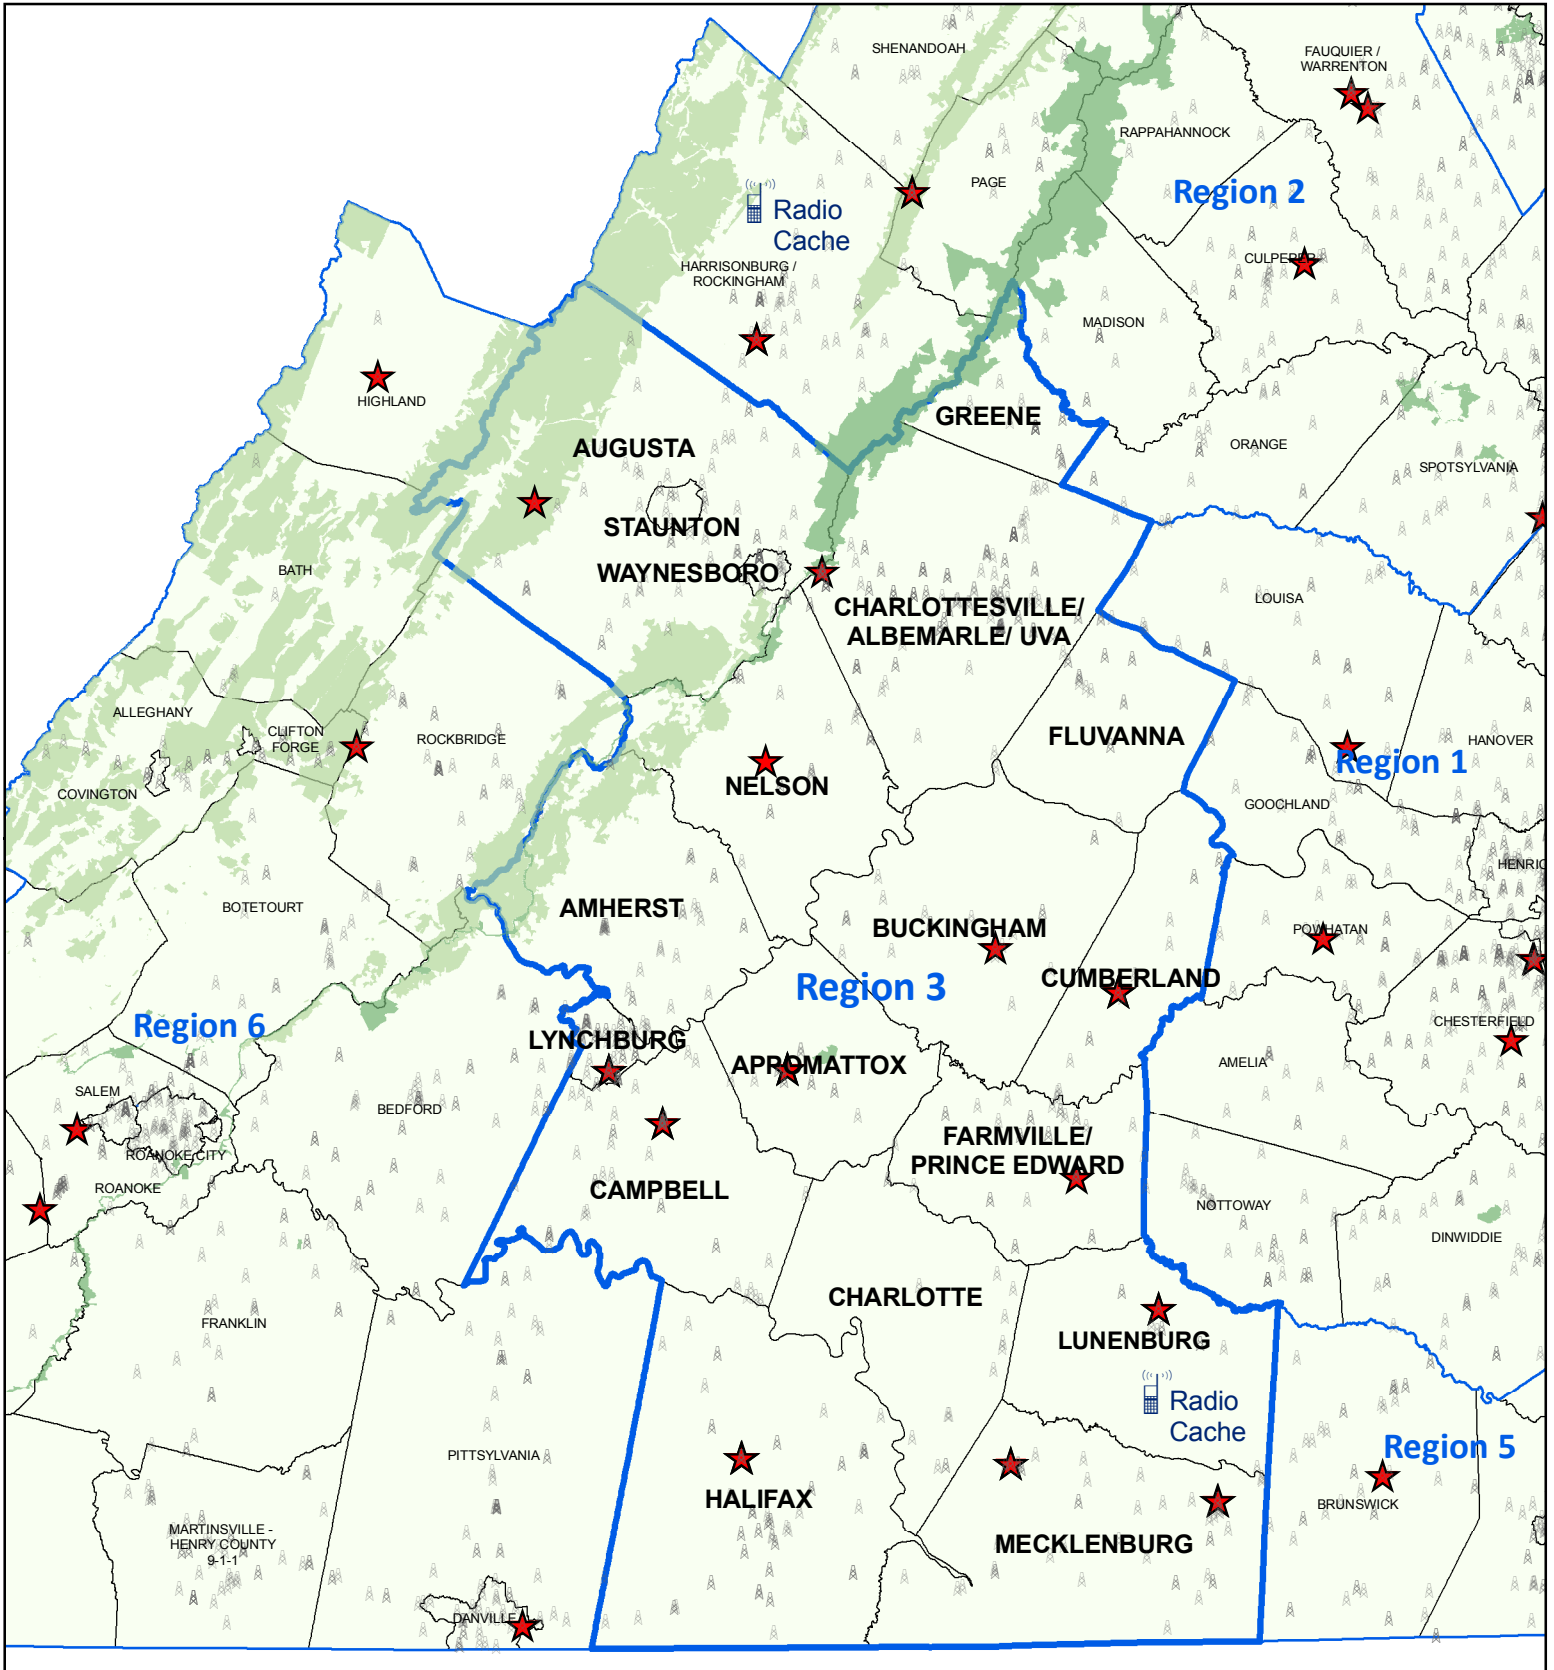 SHENANDOAH
FAUQUIER /
WARRENTON
RAPPAHANNOCK
PAGE
Region 2
Radio
Cache
CULPEPER
HARRISONBURG /
ROCKINGHAM
MADISON
HIGHLAND
GREENE
AUGUSTA
ORANGE
SPOTSYLVANIA
STAUNTON
BATH
WAYNESBORO
CHARLOTTESVILLE/
ALBEMARLE/ UVA
LOUISA
ALLEGHANY
CLIFTON
FORGE
ROCKBRIDGE
FLUVANNA
HANOVER
Region 1
NELSON
COVINGTON
GOOCHLAND
HENRIC
BOTETOURT
AMHERST
BUCKINGHAM
POWHATAN
CUMBERLAND
Region 3
Region 6
CHESTERFIELD
LYNCHBURG
APPOMATTOX
AMELIA
SALEM
BEDFORD
FARMVILLE/
PRINCE EDWARD
ROANOKE CITY
ROANOKE
CAMPBELL
NOTTOWAY
DINWIDDIE
CHARLOTTE
FRANKLIN
LUNENBURG
Radio
Cache
PITTSYLVANIA
Region 5
HALIFAX
BRUNSWICK
MARTINSVILLE -
HENRY COUNTY
9-1-1
MECKLENBURG
DANVILLE